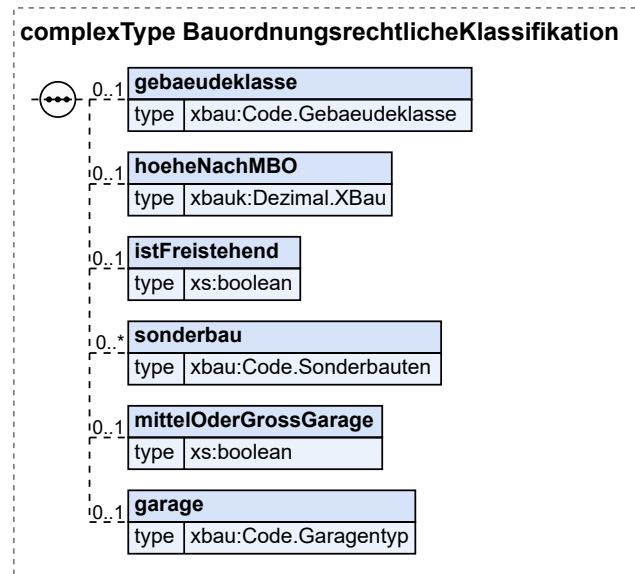 complexType BauordnungsrechtlicheKlassifikation
0..1 gebaeudeklasse
type xbau:Code.Gebaeudeklasse
0..1 hoeheNachMBO
type xbauk:Dezimal.XBau
0..1 istFreistehend
type xs:boolean
0..* sonderbau
type xbau:Code.Sonderbauten
0..1 mittelOderGrossGarage
type xs:boolean
0..1 garage
type xbau:Code.Garagentyp